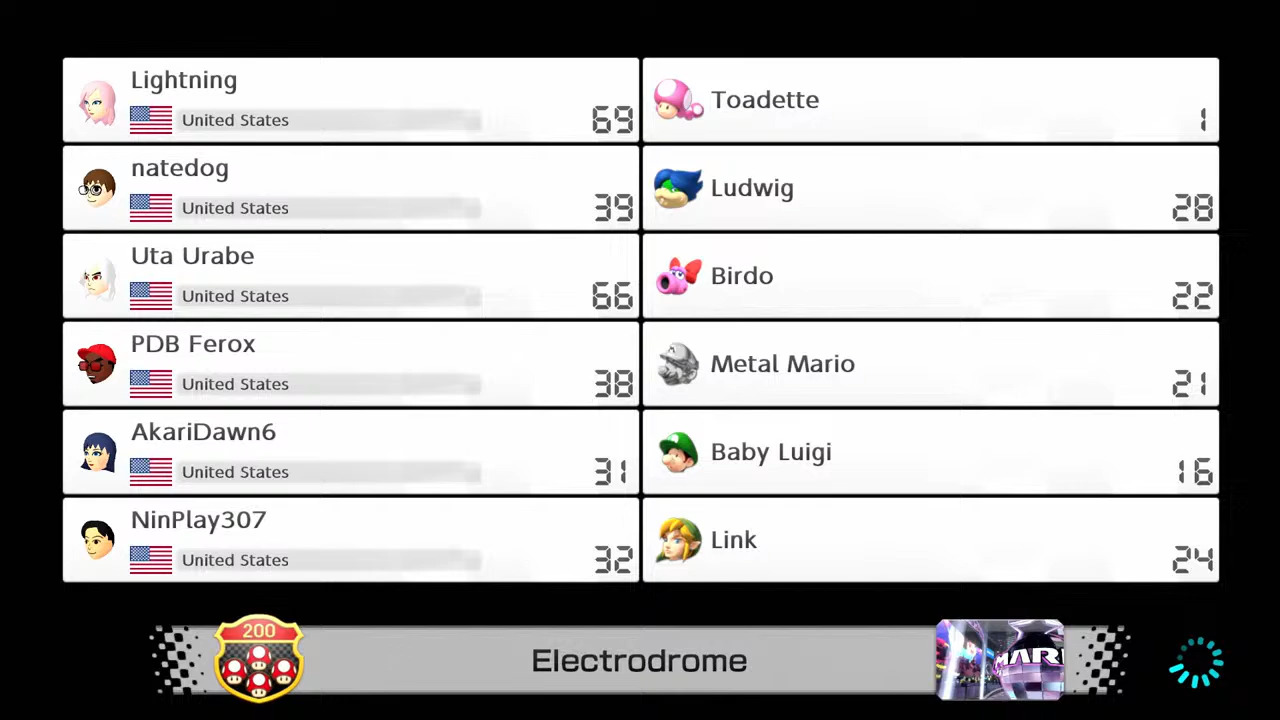 Lightning
United States
69
natedog
United States
39
Uta Urabe
United States
66
PDB Ferox
United States
38
AkariDawn6
United States
31
NinPlay307
United States
32
Toadette
1
Ludwig
28
Birdo
22
Metal Mario
21
Baby Luigi
16
Link
24
200
Electrodrome
MARI